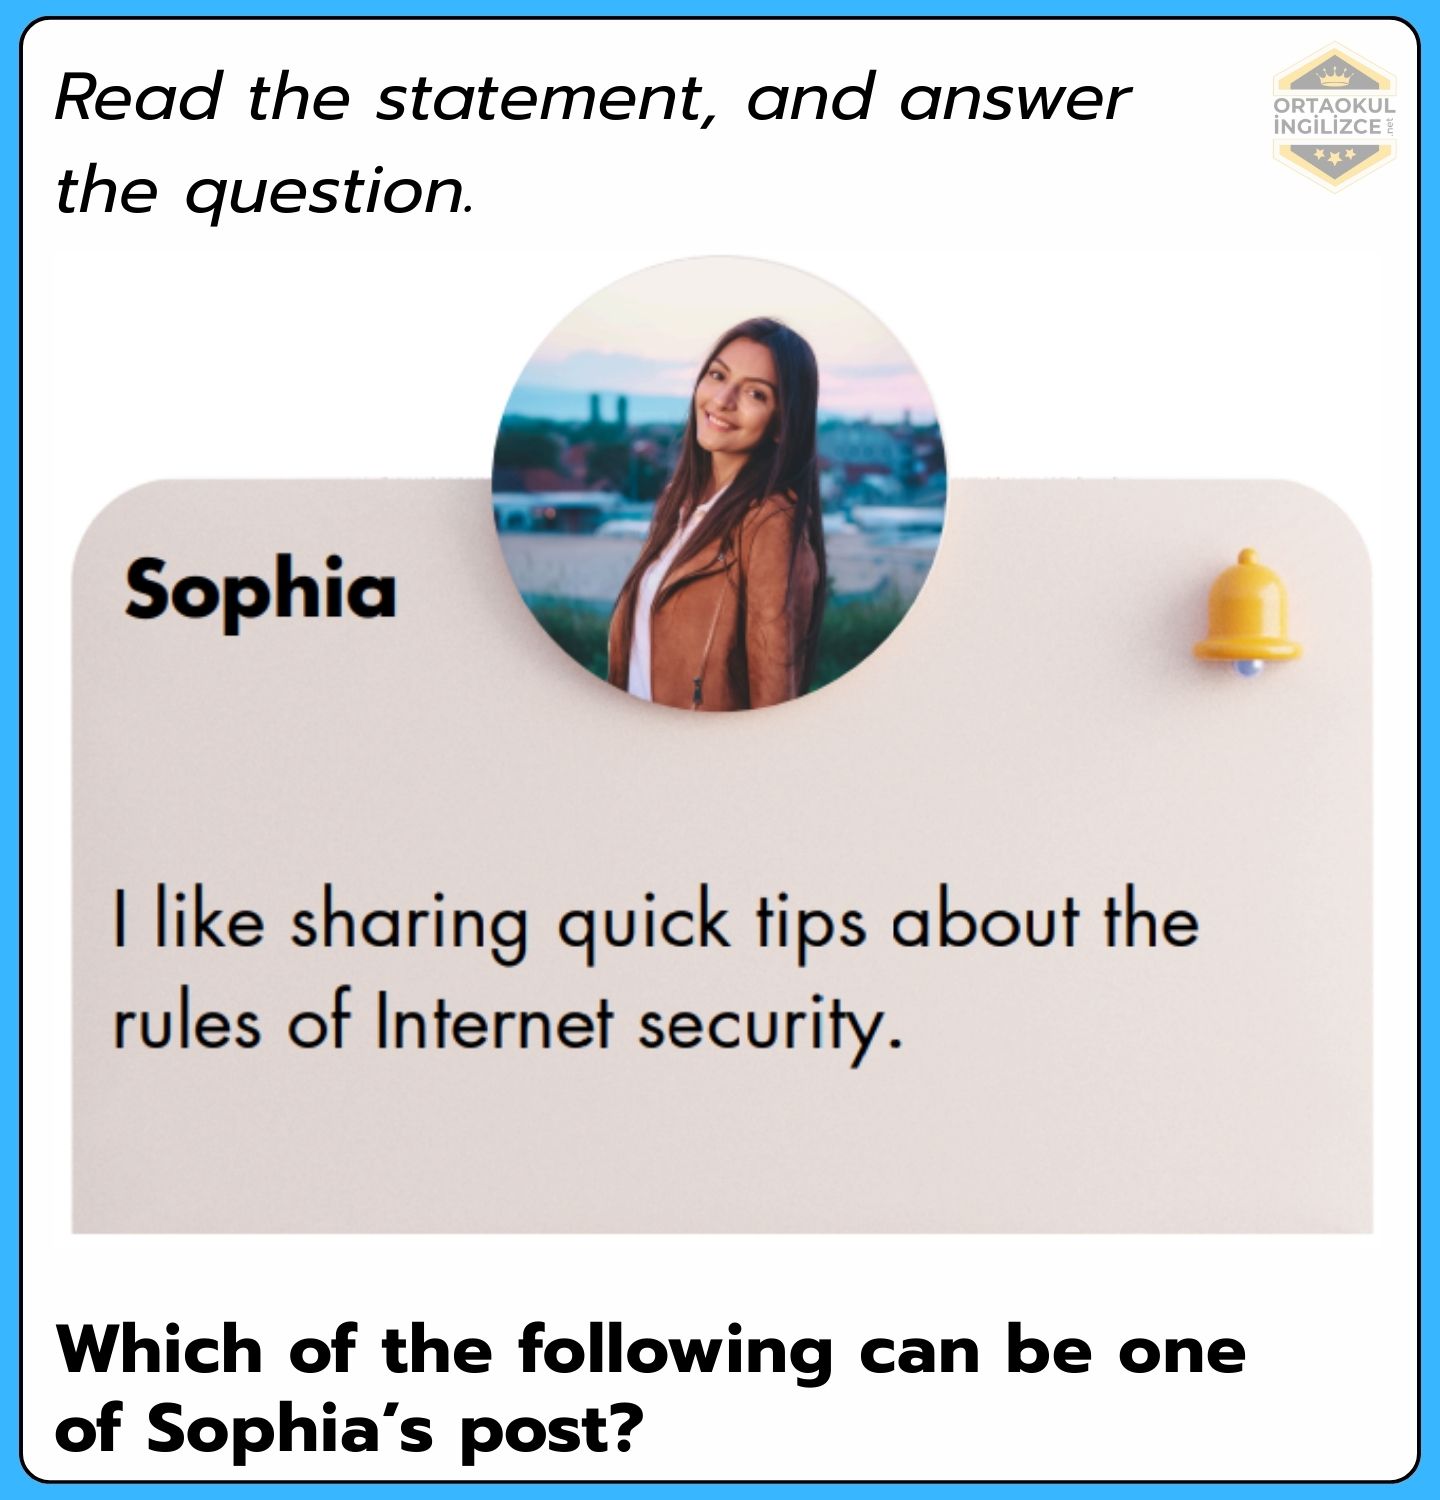 Read the statement, and answer
the question.
ORTAOKUL
İNGİLİZCE
.net
Sophia
I like sharing quick tips about the
rules of Internet security.
Which of the following can be one
of Sophia’s post?